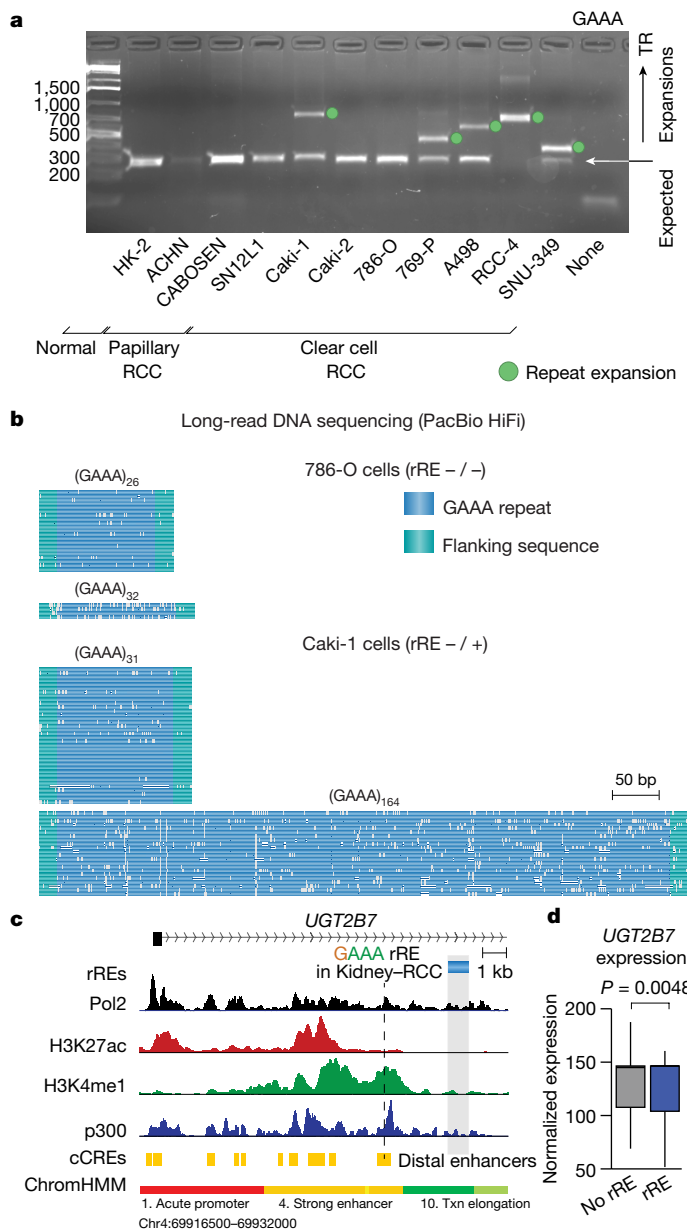 a
GAAA
1,500
1,000
700
500
300
200
TR
Expansions
Expected
HK-2
ACHN
CABOSEN
SN12L1
Caki-1
Caki-2
786-O
769-P
A498
RCC-4
SNU-349
None
Normal
Papillary
RCC
Clear cell
RCC
Repeat expansion
b
Long-read DNA sequencing (PacBio HiFi)
(GAAA)26
786-O cells (rRE – / –)
GAAA repeat
Flanking sequence
(GAAA)32
Caki-1 cells (rRE – / +)
(GAAA)31
50 bp
(GAAA)164
c
UGT2B7
GAAA rRE
in Kidney–RCC
1 kb
rREs
Pol2
H3K27ac
H3K4me1
p300
cCREs
Distal enhancers
ChromHMM
1. Acute promoter
4. Strong enhancer
10. Txn elongation
Chr4:69916500–69932000
d
UGT2B7
expression
P = 0.0048
Normalized expression
200
150
100
50
No rRE
rRE